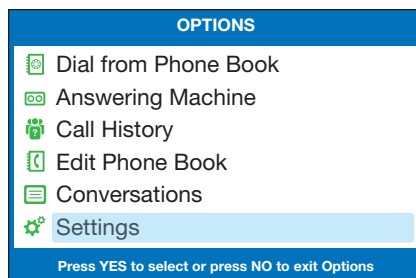 OPTIONS
Dial from Phone Book
Answering Machine
Call History
Edit Phone Book
Conversations
Settings
Press YES to select or press NO to exit Options